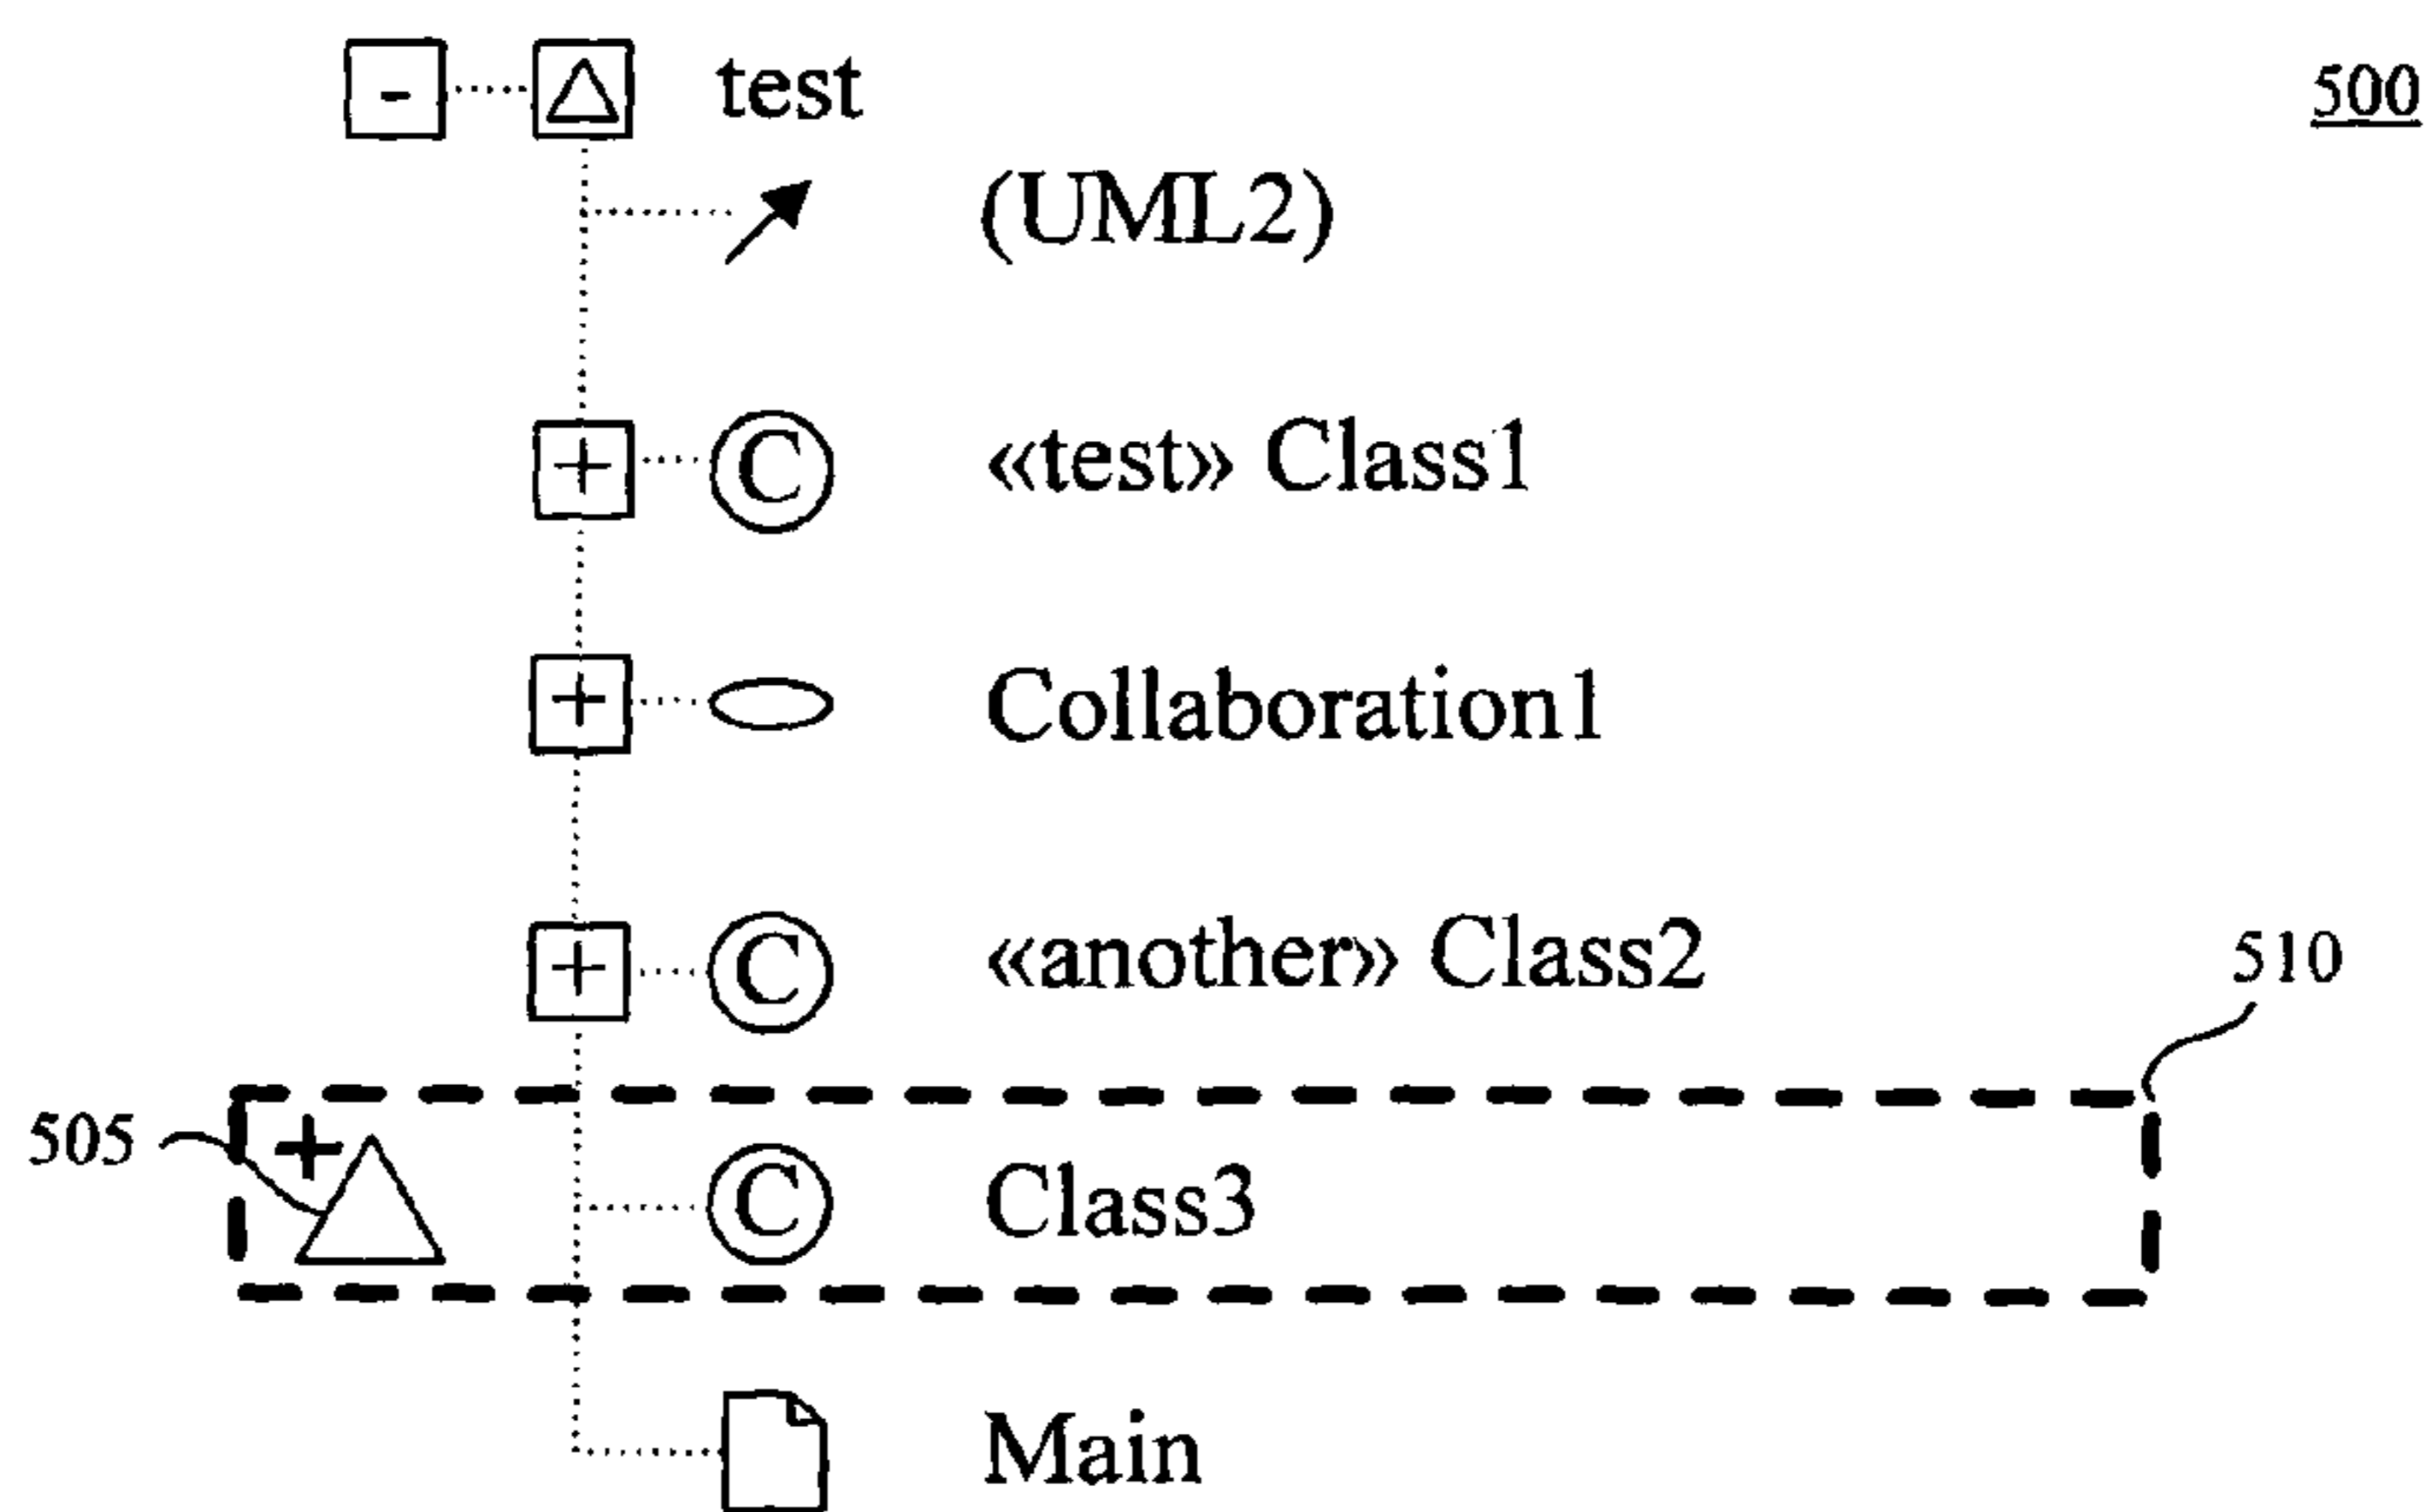 - test
500
(UML2)
+ C «test» Class1
+ Collaboration1
+ C «another» Class2
510
505
+ C Class3
Main